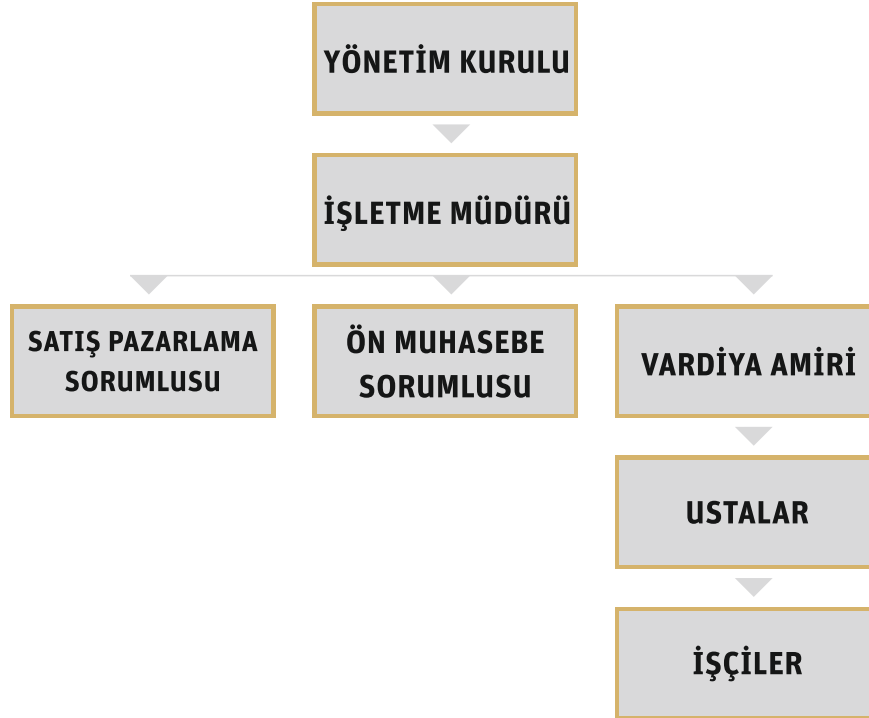 YÖNETİM KURULU
İŞLETME MÜDÜRÜ
SATIŞ PAZARLAMA
SORUMLUSU
ÖN MUHASEBE
SORUMLUSU
VARDİYA AMİRİ
USTALAR
İŞÇİLER